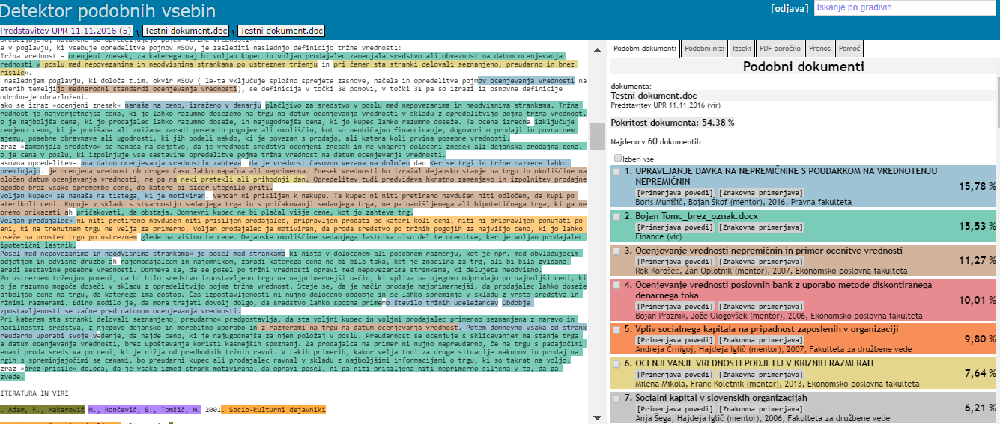 Detektor podobnih vsebin
[odjava]
Iskanje po gradivih...
Predstavitev UPR 11.11.2016 (5) \ Testni dokument.doc \ Testni dokument.doc
e v poglavju, ki vsebuje opredelitve pojmov MSOV, je zaslediti naslednjo definicijo tržne vrednosti:
Tržna vrednost - ocenjeni znesek, za katerega naj bi voljan kupec in voljan prodajalec zamenjala sredstvo ali obveznost na datum ocenjevanja
rednosti v poslu med nepovezanima in neodvisnima strankama po ustreznem trženju in pri čemer sta stranki delovali seznanjeno, preudarno in brez
risile«.
naslednjem poglavju, ki določa t.im. okvir MSOV ( le-ta vključuje splošno sprejete zasnove, načela in opredelitve pojmov ocenjevanja vrednosti na
aterih temeljijo mednarodni standardi ocenjevanja vrednosti), se definicija v točki 30 ponovi, v točki 31 pa so izrazi iz osnovne definicije
odrobneje obrazloženi.
ako se izraz »ocenjeni znesek« nanaša na ceno, izraženo v denarju plačljivo za sredstvo v poslu med nepovezanima in neodvisnima strankama. Tržna
rednost je najverjetnejša cena, ki jo lahko razumno dosežemo na trgu na datum ocenjevanja vrednosti v skladu z opredelitvijo pojma tržna vrednost.
o je najboljša cena, ki jo prodajalec lahko razumno doseže, in najugodnejša cena, ki jo kupec lahko razumno doseže. Ta ocena izrecne izključuje
cenjeno ceno, ki je povišana ali znižana zaradi posebnih pogojev ali okoliščin, kot so neobičajno financiranje, dogovori o prodaji in povratnem
ajemu, posebne obravnave ali ugodnosti, ki jih podeli nekdo, ki je povezan s prodajo, ali katera koli prvina posebne vrednosti.
zraz »zamenjala sredstvo« se nanaša na dejstvo, da je vrednost sredstva ocenjeni znesek in ne vnaprej določeni znesek ali dejanska prodajna cena.
o je cena v poslu, ki izpolnjuje vse sestavine opredelitve pojma tržna vrednost na datum ocenjevanja vrednosti.
asovna opredelitev- »na datum ocenjevanja vrednosti« zahteva. da je vrednost časovno vezana na določen dan Ker se trgi in tržne razmere lahko
preminjajo. je ocenjena vrednost ob drugem času lahko napačna ali neprimerna. Znesek vrednosti bo izražal dejansko stanje na trgu in okoliščine na
oločen datum ocenjevanja vrednosti, ne pa na neki pretekli ali prihodnji dan. Opredelitev tudi predvideva hkratno zamenjavo in izpolnitev prodajne
ogodbe brez vsake spremembe cene, do katere bi sicer utegnilo priti.
Voljan kupec« se nanaša na tistega, ki je motiviran. vendar ni prisiljen k nakupu. Ta kupec ni niti pretirano navdušen niti odločen, da kupi po
aterikoli ceni. Kupuje v skladu s stvarnostjo sedanjega trga in s pričakovanji sedanjega trga, ne pa namišljenega ali hipotetičnega trga, ki ga ne
oremo prikazati ah pričakovati, da obstaja. Domnevni kupec ne bi plačal višje cene, kot jo zahteva trg.
Voljan prodajalec« ni niti pretirano navdušen niti prisiljen prodajalec, pripravljen prodati po kateri koli ceni, niti ni pripravljen ponujati po
eni, ki na trenutnem trgu ne velja za primerno. Voljan prodajalec je motiviran, da proda sredstvo po tržnih pogojih za najvišjo ceno, ki jo lahko
oseže na prostem trgu po ustreznem glede na višino te cene. Dejanske okoliščine sedanjega lastnika niso del te otenitve, ker je voljan prodajalec
ipotetični lastnik.
Posel med nepovezanima in neodvisnima strankama« je posel med strankama ki nista v določenem ali posebnem razmerju, kot je npr. med obvladujočim
odjetjem in odvisno družbo ah najemodajalcem in najemnikom, zaradi katerega cena ne bi bila taka, kot je značilna za trg, ali bi bila zvišana
aradi sestavine posebne vrednosti. Domneva se, da se posel po tržni vrednosti opravi med nepovezanima strankama, ki delujeta neodvisno.
Po ustreznem trženju« pomeni, da bi bilo sredstvo izpostavljeno trgu na najprimernejši način, ki vpliva na njegovo odprodajo po najboljši ceni, ki
o je razumno mogoče doseči v skladu z opredelitvijo pojma tržna vrednost. Šteje se, da je način prodaje najprimernejši, da prodajalec lahko doseže
ajboljšo ceno na trgu, do katerega ima dostop. Čas izpostavljenosti ni nujno določeno obdobje in se lahko spreminja v skladu z vrsto sredstva in
ržnimi razmerami. Edino sodilo je, da mora trajati dovolj dolgo, da sredstvo lahko spozna primemo število tržnih udeležencev Obdobje
zpostavljenosti se začne pred datumom ocenjevanja vrednosti.
Pri katerem sta stranki delovali seznanjeno, preudarno« predpostavlja, da sta voljni kupec in voljni prodajalec primerno seznanjena z naravo in
načilnostmi sredstva, z njegovo dejansko in morebitno uporabo in z razmerami na trgu na datum ocenjevanja vrednost. Potem domnevno vsaka od strank
reudarno uporabi svoje vedenje, da najde ceno, ki je najugodnejša za njen položaj v poslu. Preudarnost se ocenjuje s sklicevanjem na stanje trga
a datum ocenjevanja vrednosti, brez upoštevanja kasnejših spoznanj. Za prodajalca na primer ni nujno nepreudarno, če na trgu s padajočimi
enami proda sredstva po ceni, ki je nižja od predhodnih tržnih ravni. V takih primerih, kakor velja tudi za druge situacije nakupov in prodaj na
rgih s spreminjajočimi se cenami, bo preudarni kupec ali prodajalec ravnal v skladu z najboljšimi informacijami o trgu, ki so takrat na voljo.
zraz »brez prisile« določa, da je vsaka izmed strank motivirana, da opravi posel, ni pa niti prisiljena niti neprimerno siljena v to, da ga
zvede.
ITERATURA IN VIRI
. Adam, F., Makarovič M., Rončevič, B., Tomšič, M. 2001. Socio-kulturni dejavniki
Podobni dokumenti
Podobni nizi
Izseki
PDF poročilo
Prenos
Pomoč
Podobni dokumenti
dokumenta:
Testni dokument.doc
Predstavitev UPR 11.11.2016 (vir)
Pokritost dokumenta: 54.38 %
Najdeno v 60 dokumentih.
Izberi vse
1. UPRAVLJANJE DAVKA NA NEPREMIČNINE S POUDARKOM NA VREDNOTENJU
NEPREMIČNIN
15,78 %
[Primerjava povedi] [Znakovna primerjava]
Boris Munišič, Bojan Škof (mentor), 2016, Pravna fakulteta
2. Bojan Tomc_brez_oznak.docx
15,53 %
[Primerjava povedi] [Znakovna primerjava]
Finance (vir)
3. Ocenjevanje vrednosti nepremičnin in primer ocenitve vrednosti
11,27 %
[Primerjava povedi] [Znakovna primerjava]
Rok Korošec, Žan Oplotnik (mentor), 2007, Ekonomsko-poslovna fakulteta
4. Ocenjevanje vrednosti poslovnih bank z uporabo metode diskontiranega
denarnega toka
10,01 %
[Primerjava povedi] [Znakovna primerjava]
Bojan Praznik, Jože Glogovšek (mentor), 2006, Ekonomsko-poslovna fakulteta
5. Vpliv socialnega kapitala na pripadnost zaposlenih v organizaciji
9,80 %
[Primerjava povedi] [Znakovna primerjava]
Andreja Črnigoj, Hajdeja Iglič (mentor), 2007, Fakulteta za družbene vede
6. OCENJEVANJE VREDNOSTI PODJETIJ V KRIZNIH RAZMERAH
7,64 %
[Primerjava povedi] [Znakovna primerjava]
Milena Mikola, Franc Koletnik (mentor), 2013, Ekonomsko-poslovna fakulteta
7. Socialni kapital v slovenskih organizacijah
6,21 %
[Primerjava povedi] [Znakovna primerjava]
Anja Šega, Hajdeja Iglič (mentor), 2006, Fakulteta za družbene vede